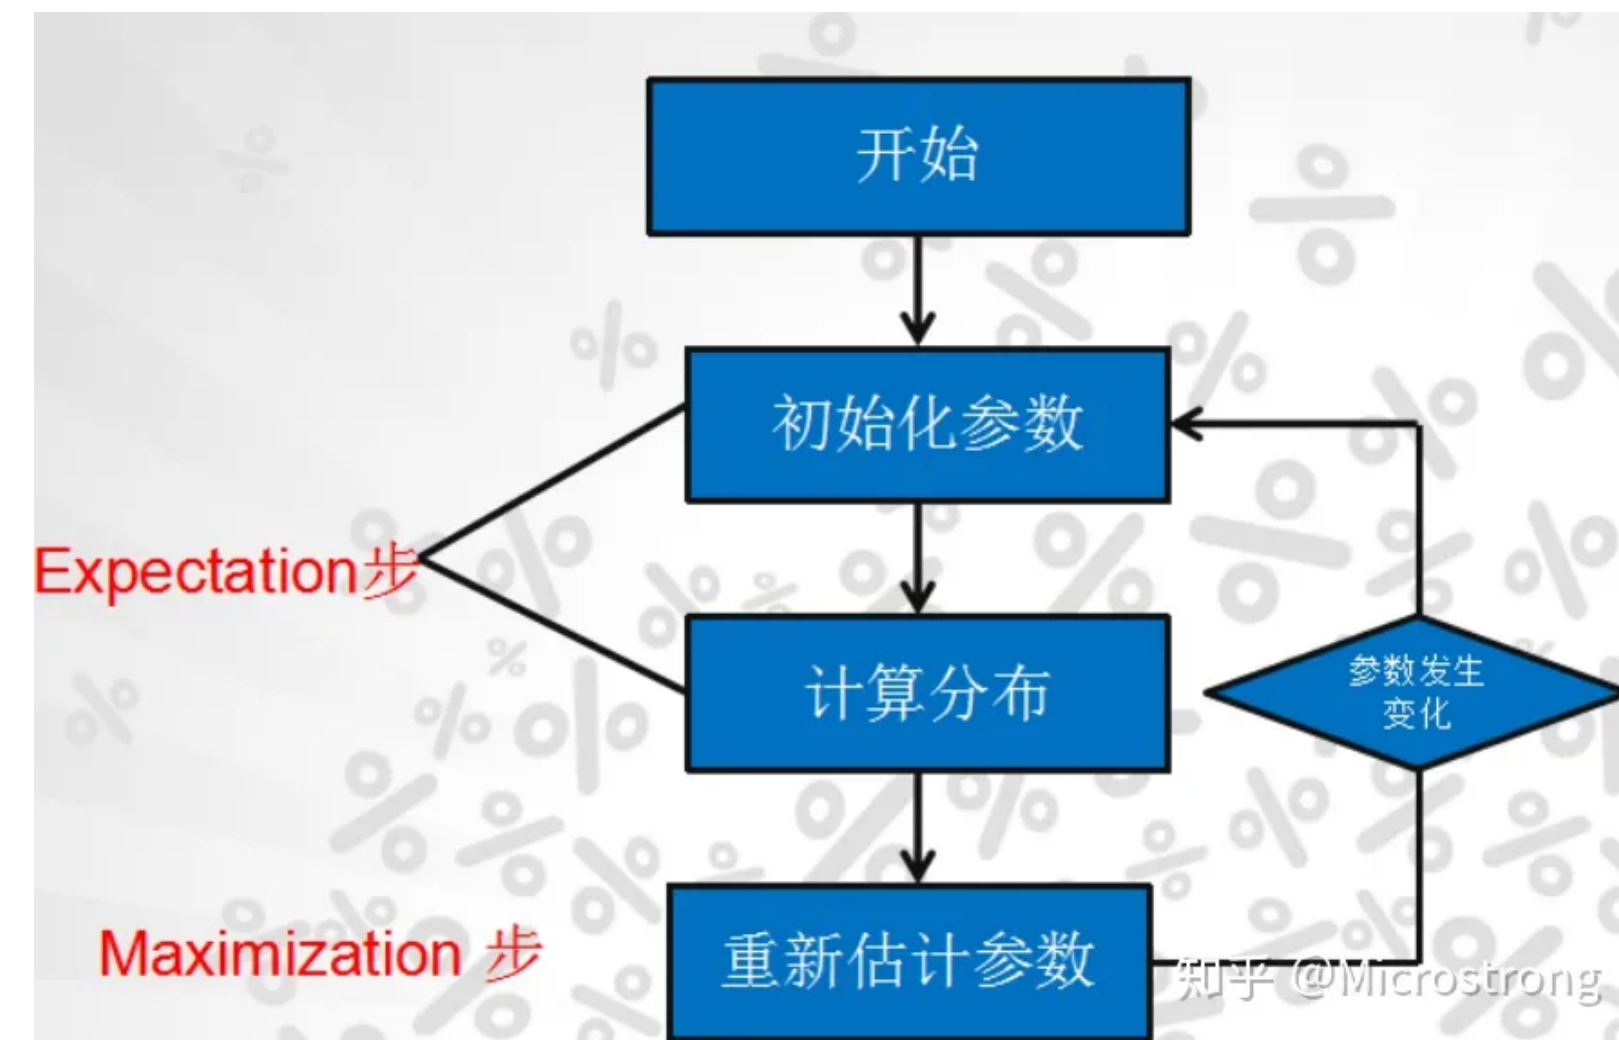 开始
初始化参数
Expectation步
计算分布
参数发生
变化
Maximization 步
重新估计参数
知乎 @Microstrong